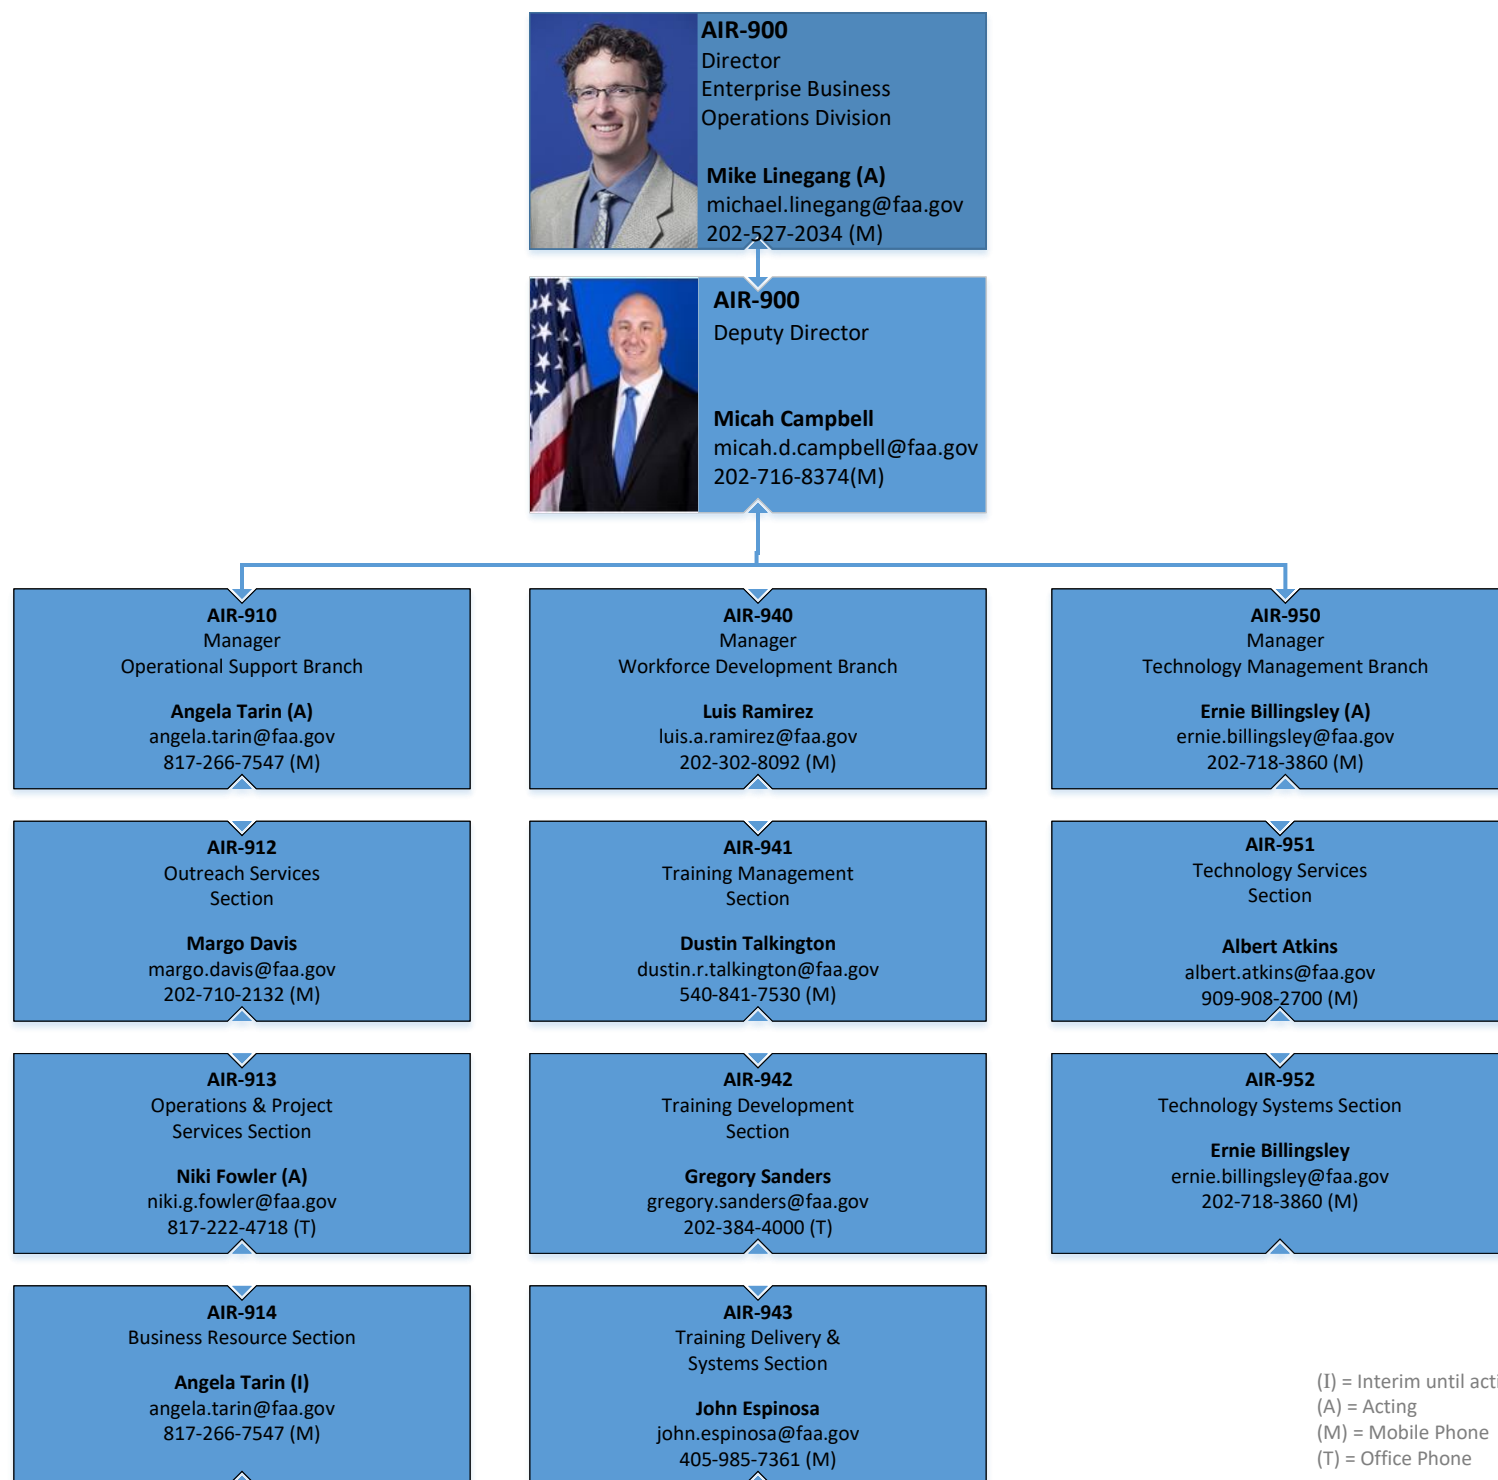 AIR-900
Director
Enterprise Business
Operations Division
Mike Linegang (A)
michael.linegang@faa.gov
202-527-2034 (M)
AIR-900
Deputy Director
Micah Campbell
micah.d.campbell@faa.gov
202-716-8374(M)
AIR-910
Manager
Operational Support Branch
Angela Tarin (A)
angela.tarin@faa.gov
817-266-7547 (M)
AIR-940
Manager
Workforce Development Branch
Luis Ramirez
luis.a.ramirez@faa.gov
202-302-8092 (M)
AIR-950
Manager
Technology Management Branch
Ernie Billingsley (A)
ernie.billingsley@faa.gov
202-718-3860 (M)
AIR-912
Outreach Services
Section
Margo Davis
margo.davis@faa.gov
202-710-2132 (M)
AIR-941
Training Management
Section
Dustin Talkington
dustin.r.talkington@faa.gov
540-841-7530 (M)
AIR-951
Technology Services
Section
Albert Atkins
albert.atkins@faa.gov
909-908-2700 (M)
AIR-913
Operations & Project
Services Section
Niki Fowler (A)
niki.g.fowler@faa.gov
817-222-4718 (T)
AIR-942
Training Development
Section
Gregory Sanders
gregory.sanders@faa.gov
202-384-4000 (T)
AIR-952
Technology Systems Section
Ernie Billingsley
ernie.billingsley@faa.gov
202-718-3860 (M)
AIR-914
Business Resource Section
Angela Tarin (I)
angela.tarin@faa.gov
817-266-7547 (M)
AIR-943
Training Delivery &
Systems Section
John Espinosa
john.espinosa@faa.gov
405-985-7361 (M)
(I) = Interim until
(A) = Acting
(M) = Mobile Phone
(T) = Office Phone